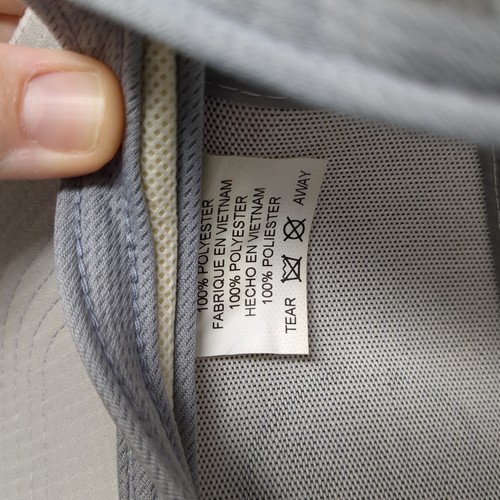 100% POLYESTER
FABRIQUE EN VIETNAM
100% POLYESTER
HECHO EN VIETNAM
100% POLIESTER
TEAR AWAY